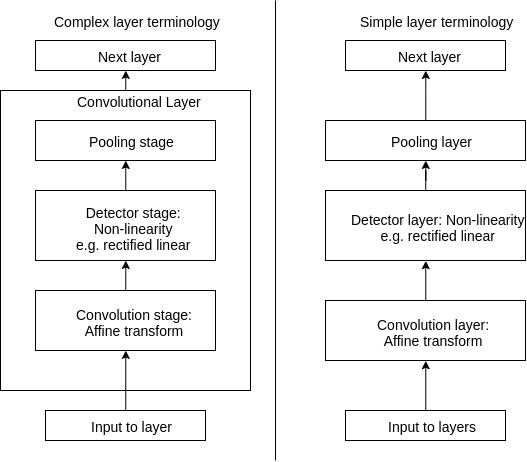 Complex layer terminology
Next layer
Convolutional Layer
Pooling stage
Detector stage:
Non-linearity
e.g. rectified linear
Convolution stage:
Affine transform
Input to layer
Simple layer terminology
Next layer
Pooling layer
Detector layer: Non-linearity
e.g. rectified linear
Convolution layer:
Affine transform
Input to layers